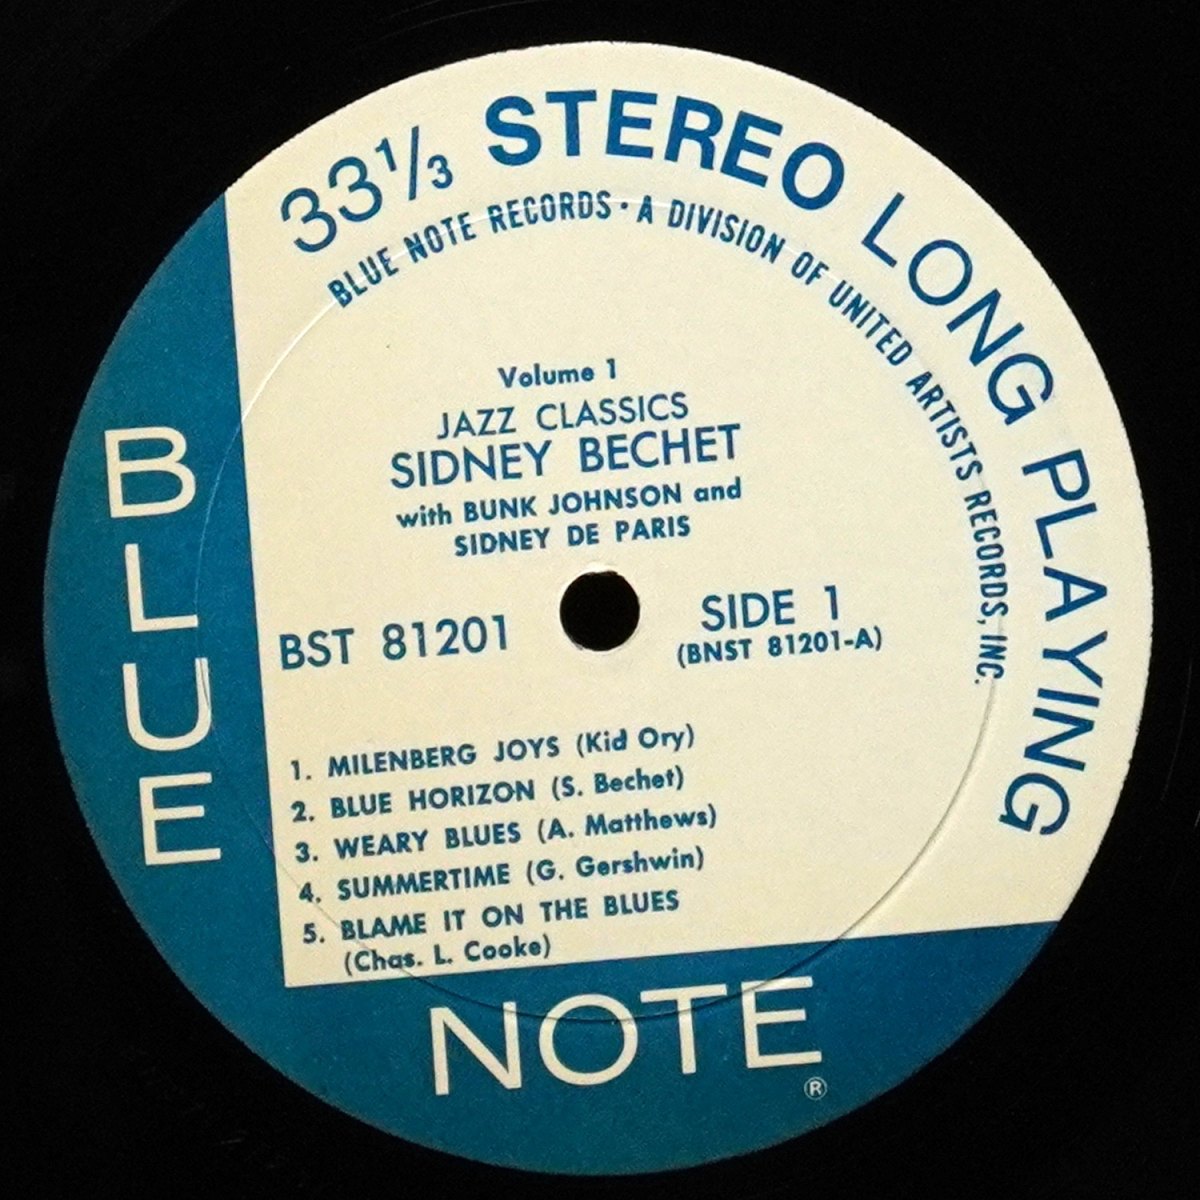 33⅓ STEREO LONG PLAYING
BLUE NOTE RECORDS · A DIVISION OF UNITED ARTISTS RECORDS, INC.
Volume 1
JAZZ CLASSICS
SIDNEY BECHET
with BUNK JOHNSON and
SIDNEY DE PARIS
BST 81201
SIDE 1
(BNST 81201-A)
1. MILENBERG JOYS (Kid Ory)
2. BLUE HORIZON (S. Bechet)
3. WEARY BLUES (A. Matthews)
4. SUMMERTIME (G. Gershwin)
5. BLAME IT ON THE BLUES
(Chas. L. Cooke)
BLUE
NOTE ®